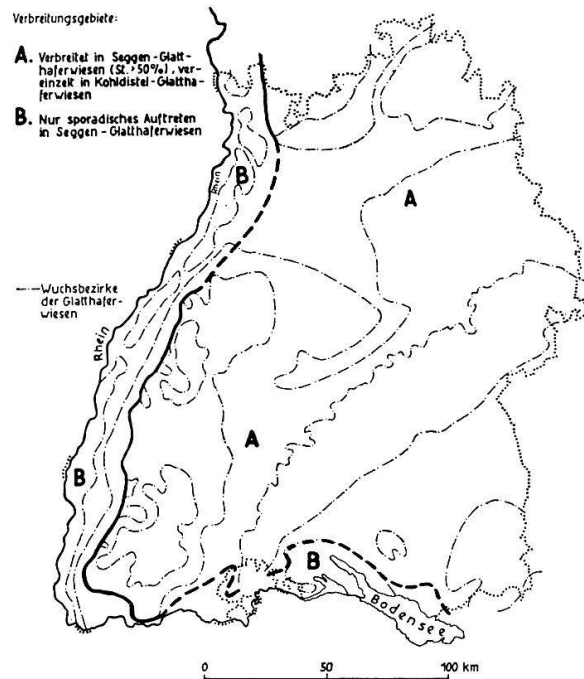 Verbreitungsgebiete:
A. Verbreitet in Seggen-Glatt-
haferwiesen (St.>50%), ver-
einzelt in Kohldistel-Glattha-
ferwiesen
B. Nur sporadisches Auftreten
in Seggen-Glatthaferwiesen
Rhein
B
A
Wuchsbezirke
der Glatthafer-
wiesen
Rhein
A
B
B
Bodensee
0 50 100 km